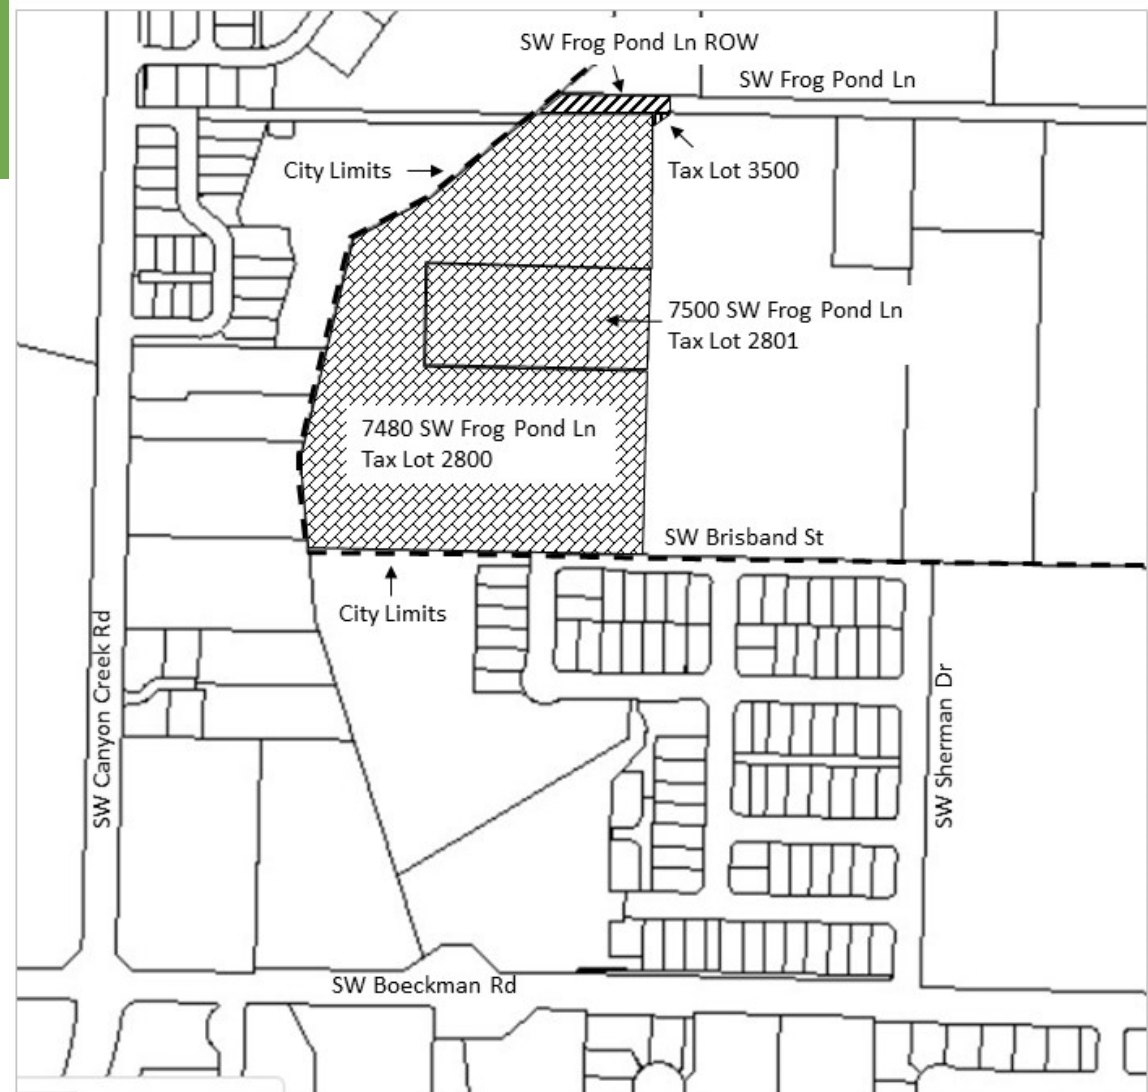 SW Frog Pond Ln ROW
SW Frog Pond Ln
City Limits
Tax Lot 3500
7500 SW Frog Pond Ln
Tax Lot 2801
7480 SW Frog Pond Ln
Tax Lot 2800
SW Brisband St
City Limits
SW Canyon Creek Rd
SW Sherman Dr
SW Boeckman Rd